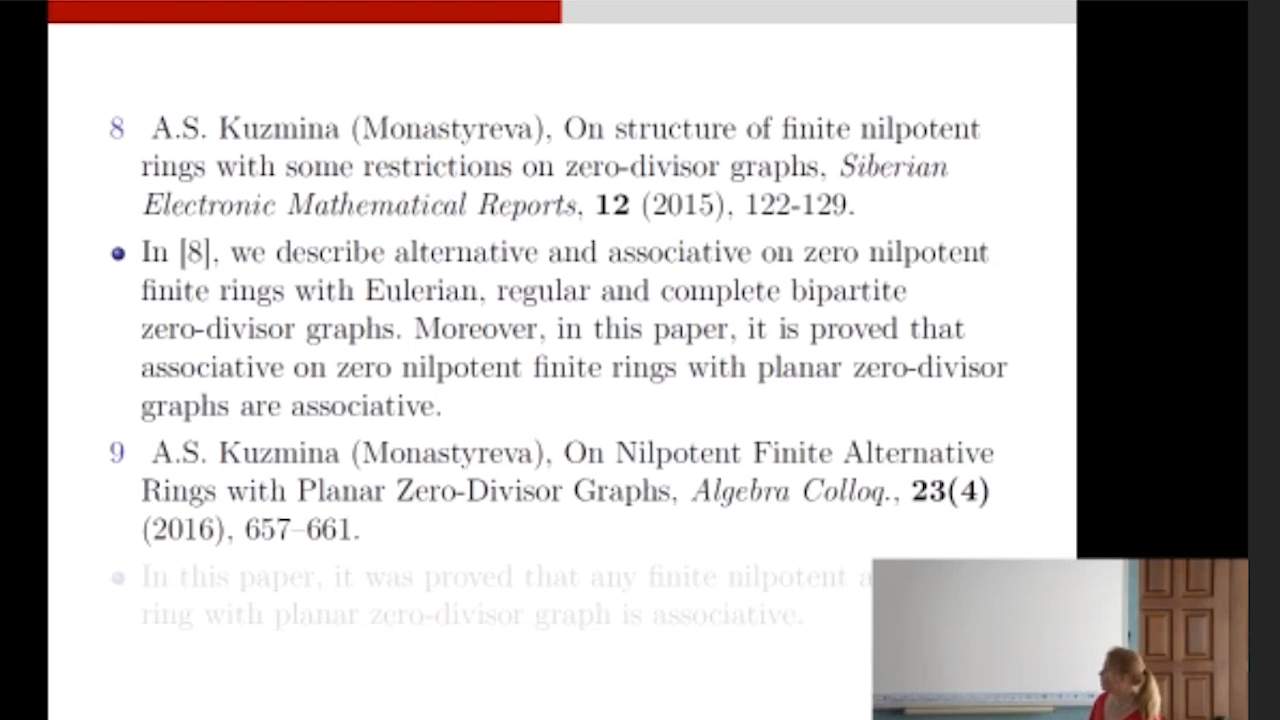 8 A.S. Kuzmina (Monastyreva), On structure of finite nilpotent
rings with some restrictions on zero-divisor graphs, Siberian
Electronic Mathematical Reports, 12 (2015), 122-129.
• In [8], we describe alternative and associative on zero nilpotent
finite rings with Eulerian, regular and complete bipartite
zero-divisor graphs. Moreover, in this paper, it is proved that
associative on zero nilpotent finite rings with planar zero-divisor
graphs are associative.
9 A.S. Kuzmina (Monastyreva), On Nilpotent Finite Alternative
Rings with Planar Zero-Divisor Graphs, Algebra Colloq., 23(4)
(2016), 657–661.
• In this paper, it was proved that any finite nilpotent
ring with planar zero-divisor graph is associative.